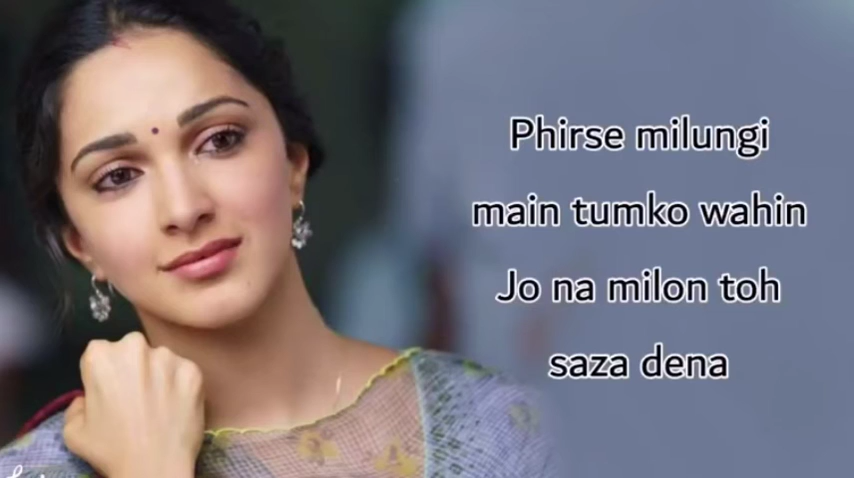 Phirse milungi
main tumko wahin
Jo na milon toh
saza dena